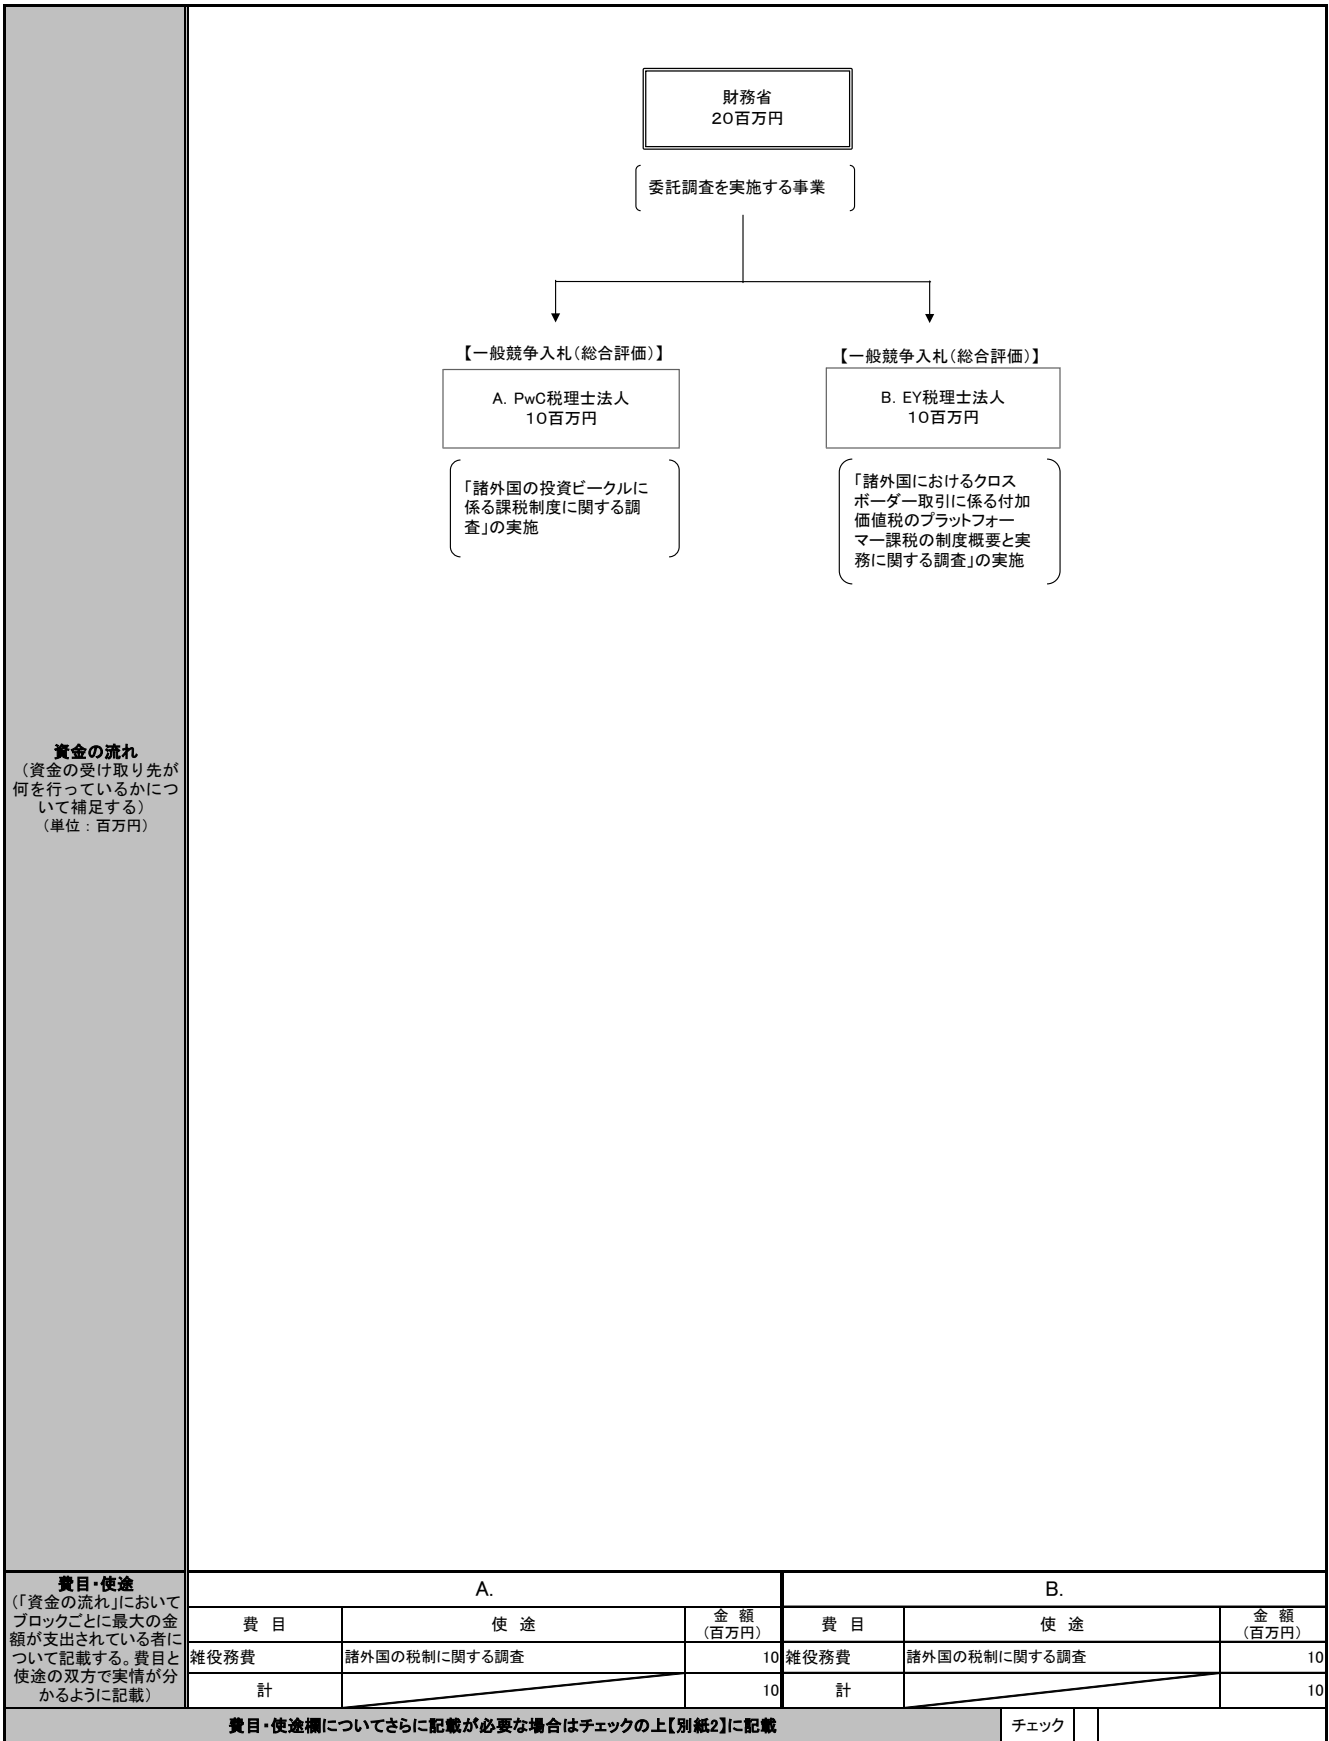 財務省
20百万円
委託調査を実施する事業
【一般競争入札(総合評価)】
A. PwC税理士法人
10百万円
「諸外国の投資ビークルに
係る課税制度に関する調
査」の実施
【一般競争入札(総合評価)】
B. EY税理士法人
10百万円
「諸外国におけるクロス
ボーダー取引に係る付加
価値税のプラットフォー
マー課税の制度概要と実
務に関する調査」の実施
資金の流れ
(資金の受け取り先が
何を行っているかにつ
いて補足する)
(単位:百万円)
費目・使途
(「資金の流れ」において
ブロックごとに最大の金
額が支出されている者に
ついて記載する。費目と
使途の双方で実情が分
かるように記載)
A. B.
費 目 使 途 金 額
(百万円) 費 目 使 途 金 額
(百万円)
雑役務費 諸外国の税制に関する調査 10 雑役務費 諸外国の税制に関する調査 10
計 10 計 10
費目・使途欄についてさらに記載が必要な場合はチェックの上【別紙2】に記載 チェック